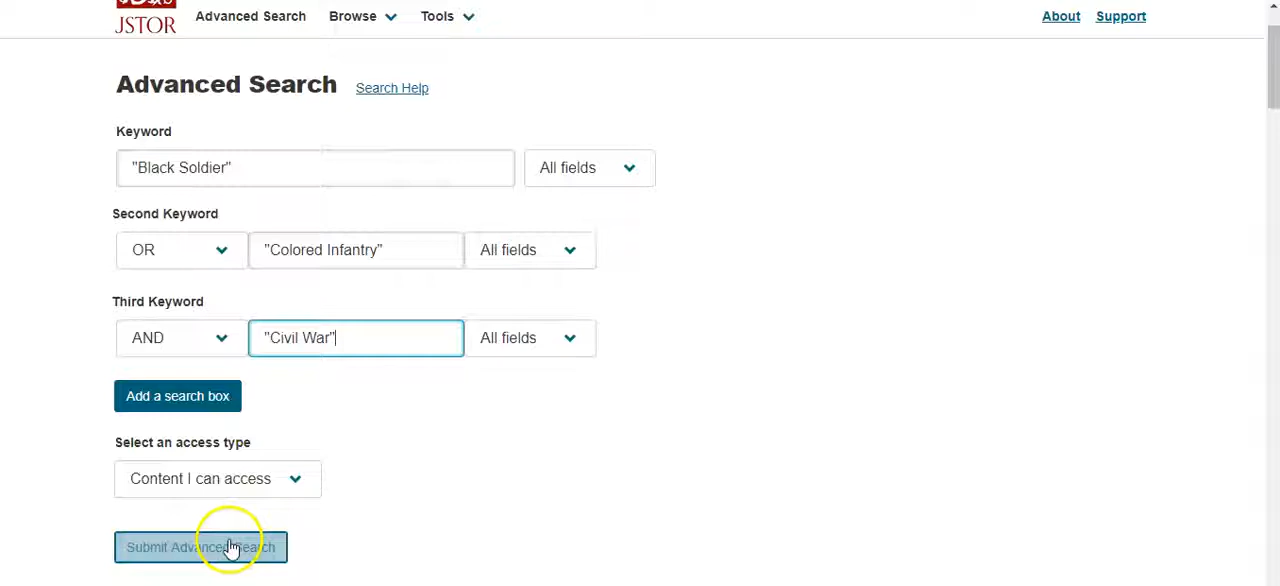 JSTOR Advanced Search Browse Tools About Support
Advanced Search Search Help
Keyword
"Black Soldier" All fields
Second Keyword
OR "Colored Infantry" All fields
Third Keyword
AND "Civil War" All fields
Add a search box
Select an access type
Content I can access
Submit Advanced Search